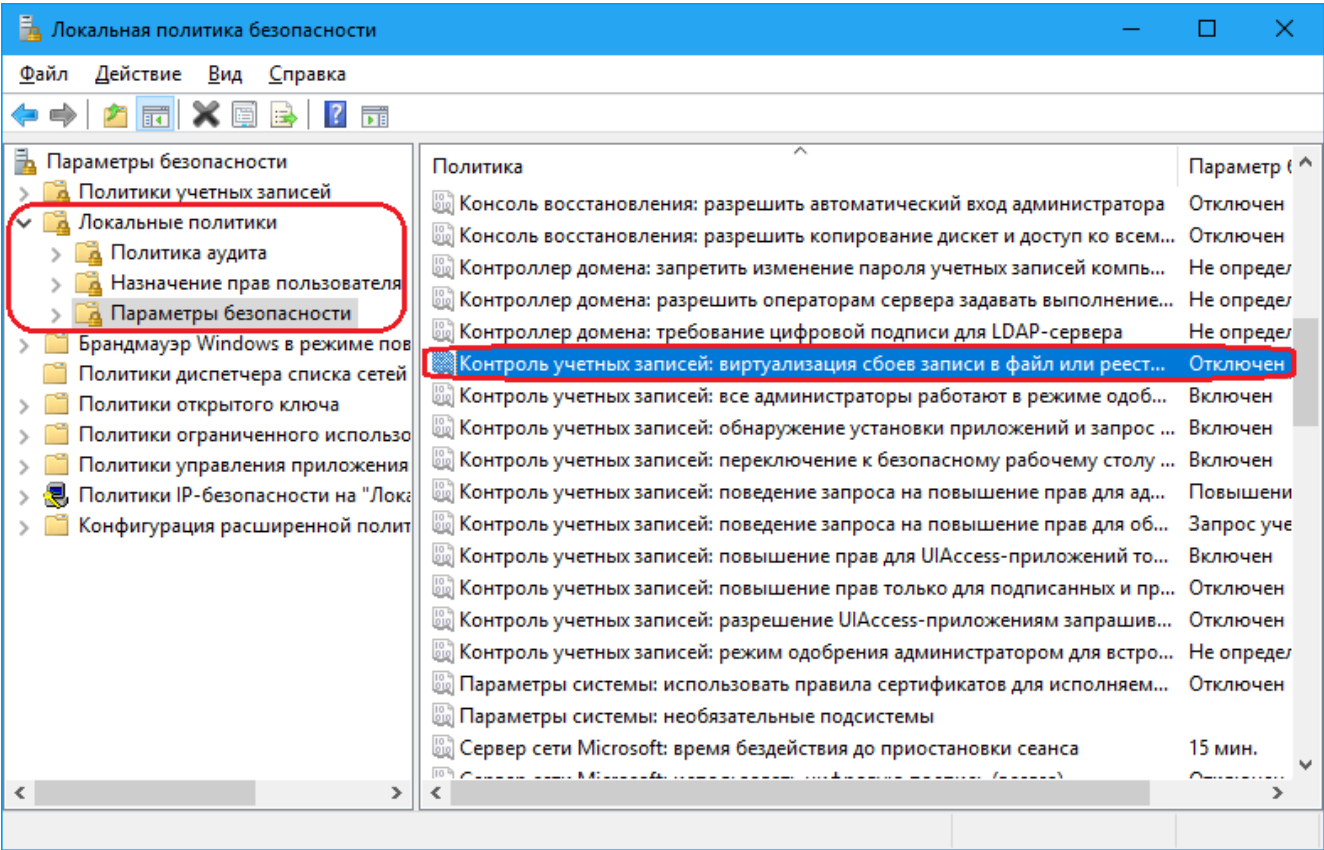 Локальная политика безопасности
Файл Действие Вид Справка
Параметры безопасности
Политики учетных записей
Локальные политики
Политика аудита
Назначение прав пользователя
Параметры безопасности
Брандмауэр Windows в режиме пов
Политики диспетчера списка сетей
Политики открытого ключа
Политики ограниченного использо
Политики управления приложения
Политики IP-безопасности на "Лока
Конфигурация расширенной полит
Политика Параметр б
Консоль восстановления: разрешить автоматический вход администратора Отключен
Консоль восстановления: разрешить копирование дискет и доступ ко всем... Отключен
Контроллер домена: запретить изменение пароля учетных записей компь... Не определ
Контроллер домена: разрешить операторам сервера задавать выполнение... Не определ
Контроллер домена: требование цифровой подписи для LDAP-сервера Не определ
Контроль учетных записей: виртуализация сбоев записи в файл или реест... Отключен
Контроль учетных записей: все администраторы работают в режиме одоб... Включен
Контроль учетных записей: обнаружение установки приложений и запрос ... Включен
Контроль учетных записей: переключение к безопасному рабочему столу ... Включен
Контроль учетных записей: поведение запроса на повышение прав для ад... Повышени
Контроль учетных записей: поведение запроса на повышение прав для об... Запрос уче
Контроль учетных записей: повышение прав для UIAccess-приложений то... Включен
Контроль учетных записей: повышение прав только для подписанных и пр... Отключен
Контроль учетных записей: разрешение UIAccess-приложениям запрашив... Отключен
Контроль учетных записей: режим одобрения администратором для встро... Не определ
Параметры системы: использовать правила сертификатов для исполняем... Отключен
Параметры системы: необязательные подсистемы
Сервер сети Microsoft: время бездействия до приостановки сеанса 15 мин.